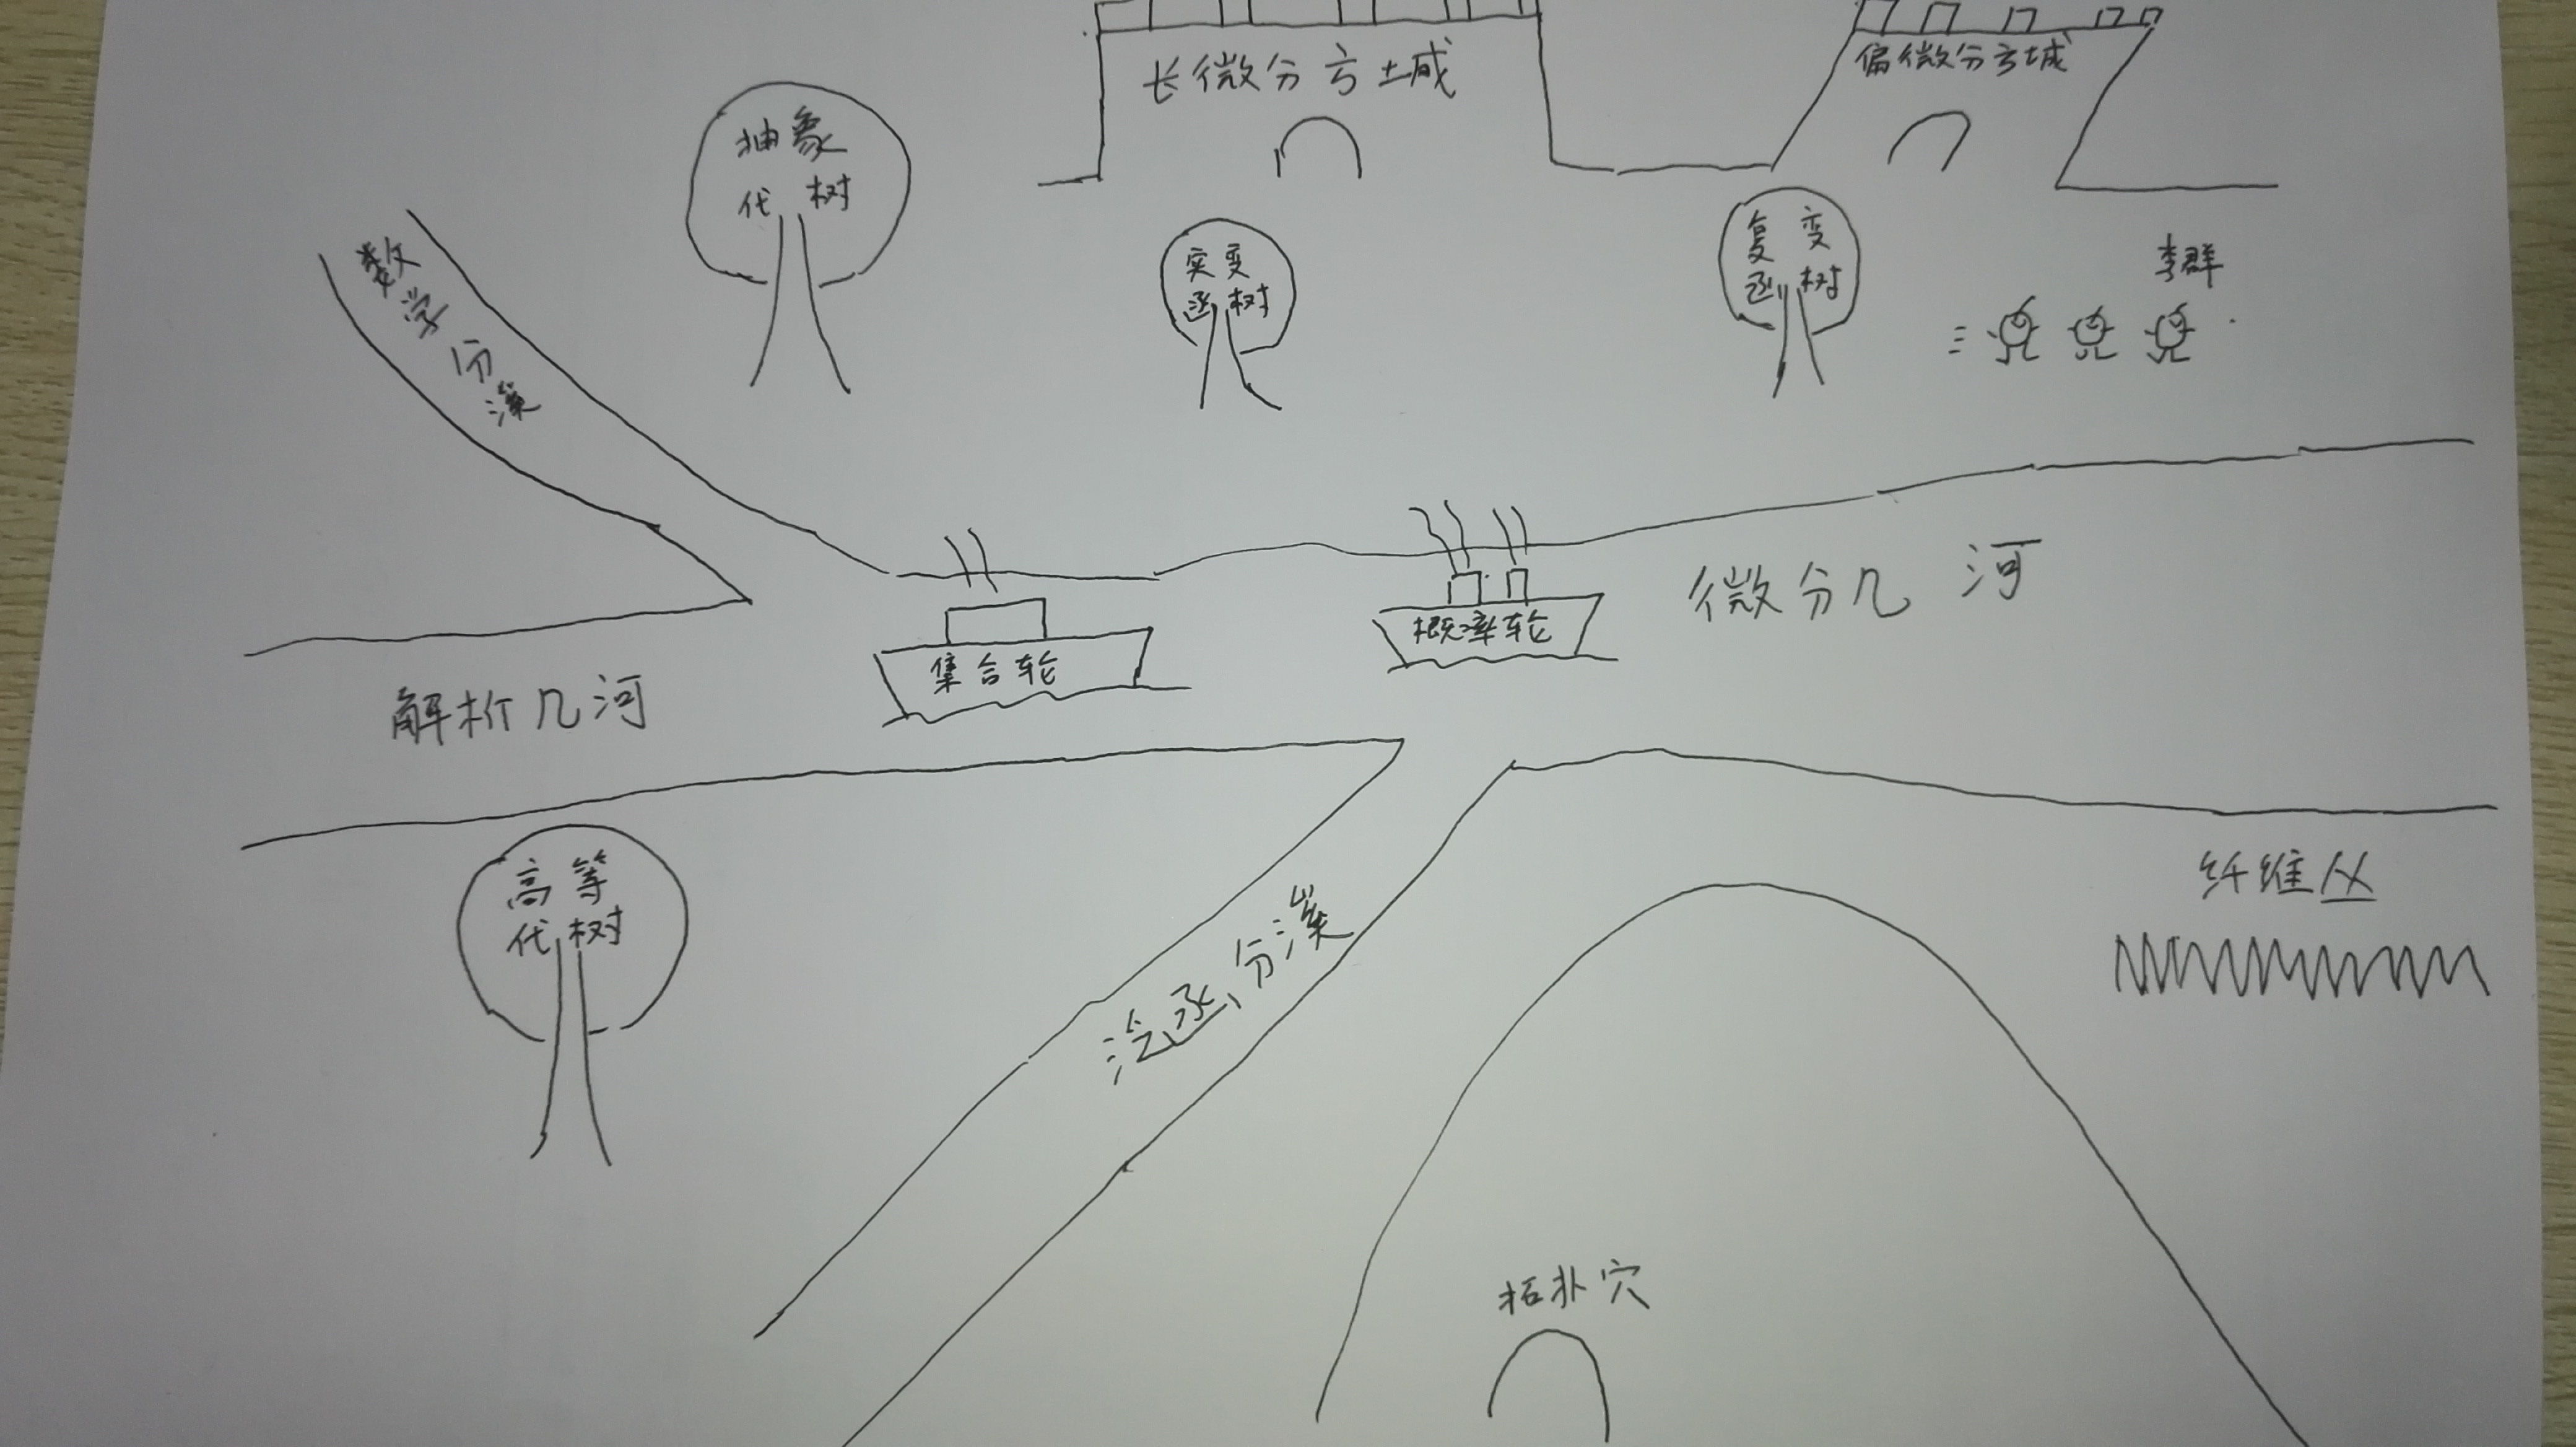 长微分方城
偏微分方城
抽象
代树
数学分溪
实变
函树
复变
函树
李群
微分几河
概率轮
集合轮
解析几河
高等
代树
泛函分溪
纤维丛
拓扑穴